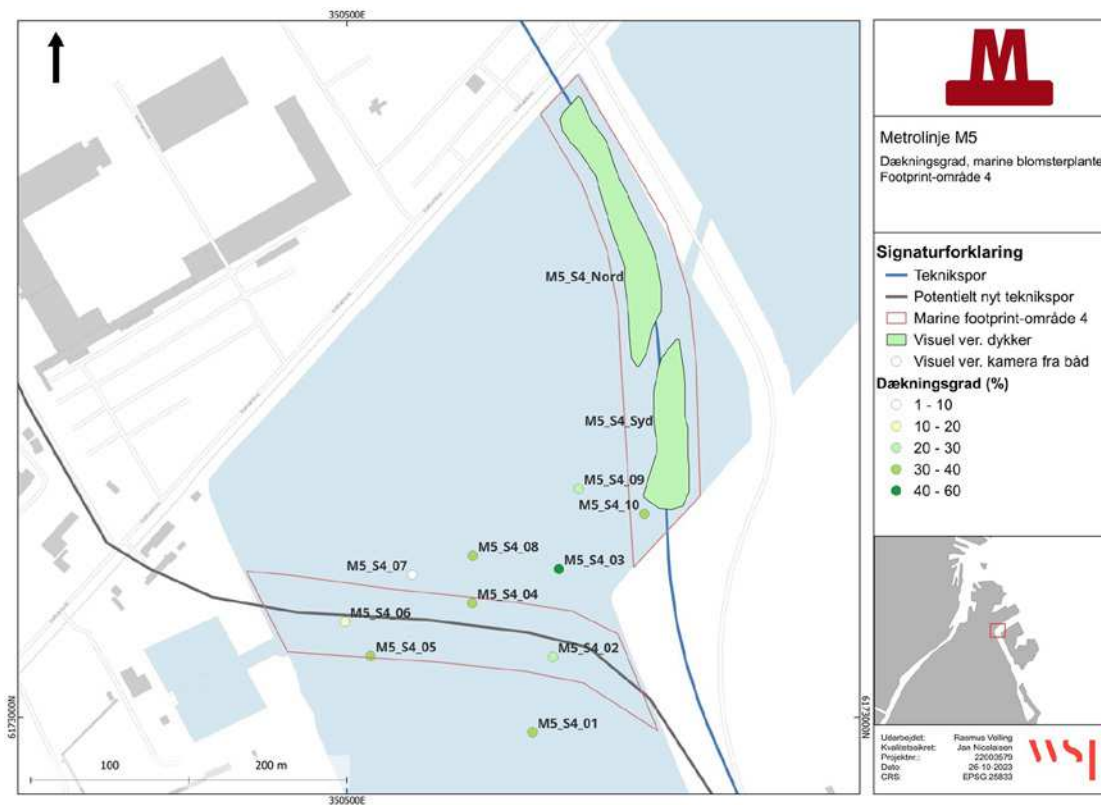 350500E
M
Metrolinje M5
Dækningsgrad, marine blomsterplante
Footprint-område 4
Signaturforklaring
Teknikspor
Potentielt nyt teknikspor
Marine footprint-område 4
Visuel ver. dykker
Visuel ver. kamera fra båd
Dækningsgrad (%)
1 - 10
10 - 20
20 - 30
30 - 40
40 - 60
M5_S4_Nord
M5_S4_Syd
M5_S4_09
M5_S4_10
M5_S4_08
M5_S4_03
M5_S4_07
M5_S4_04
M5_S4_06
M5_S4_05
M5_S4_02
M5_S4_01
6173000N
6173000N
100
200 m
350500E
Udarbejdet: Rasmus Vølling
Kvalitetssikret: Jan Nicolaisen
Projektnr.: 22003579
Dato: 26-10-2023
CRS: EPSG:25833
WSP